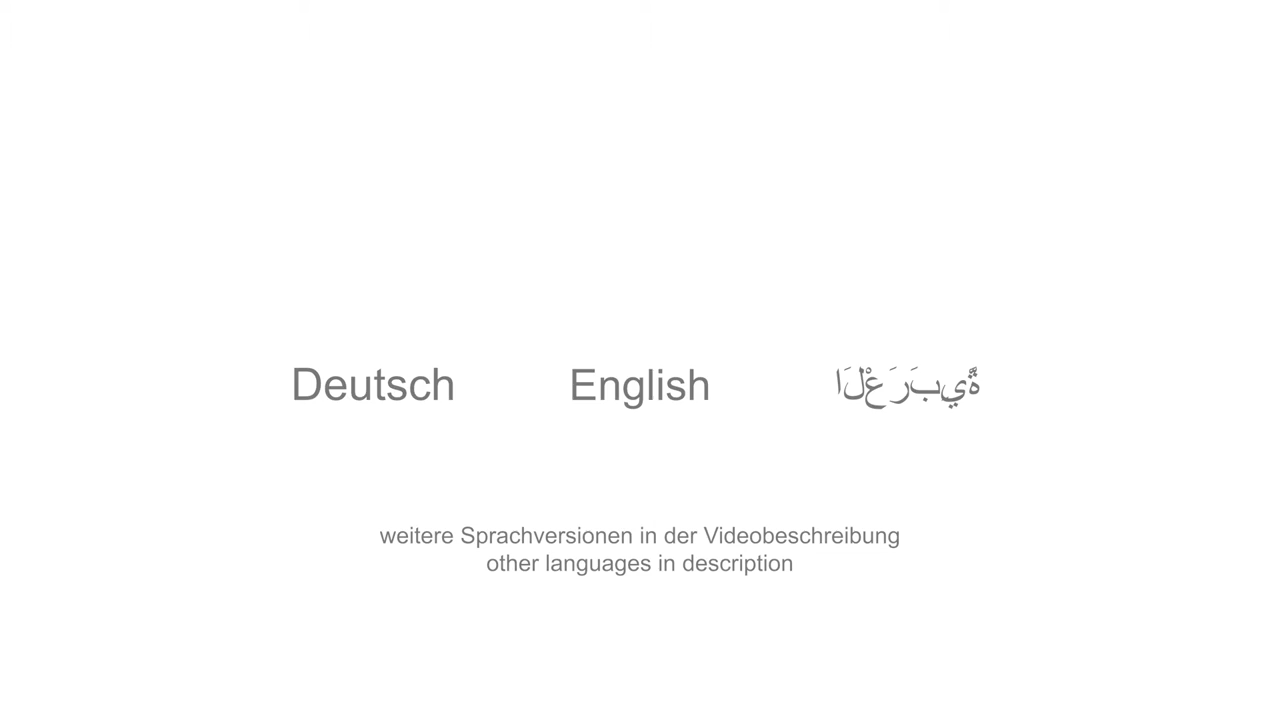 Deutsch English اَلْعَرَبِيَّةُ
weitere Sprachversionen in der Videobeschreibung
other languages in description